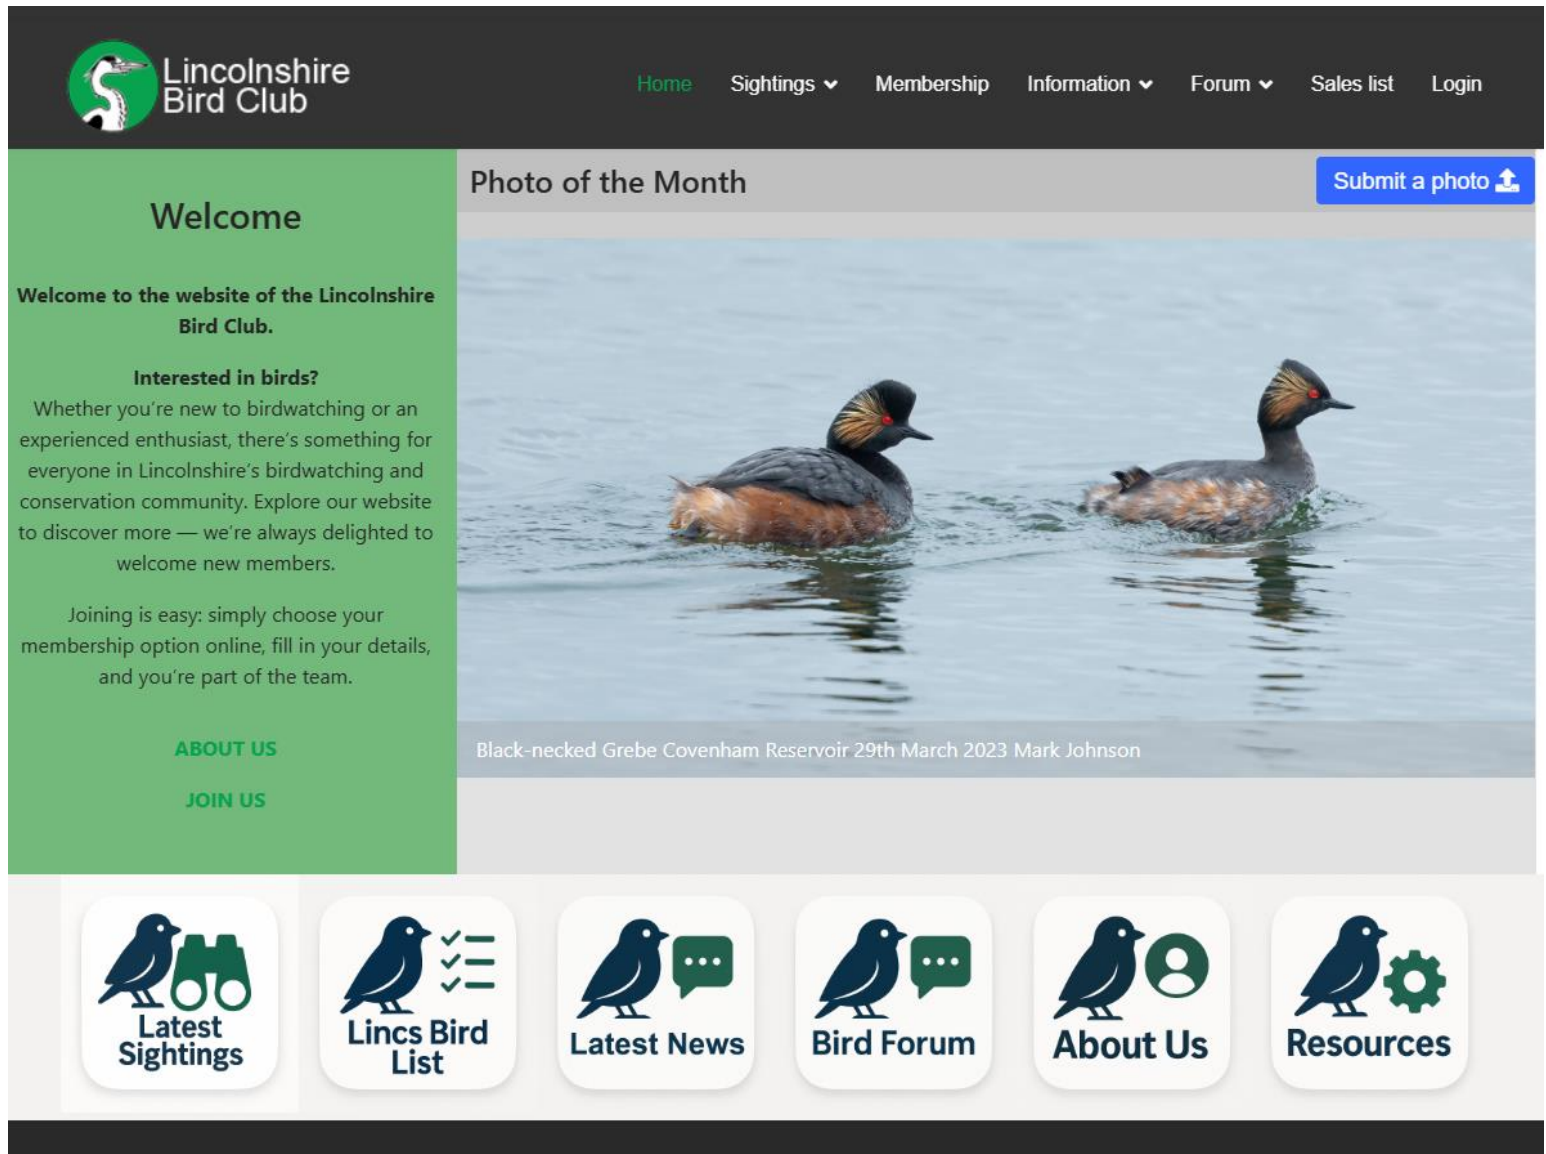 Lincolnshire
Bird Club
Home Sightings Membership Information Forum Sales list Login
Welcome
Welcome to the website of the Lincolnshire
Bird Club.
Interested in birds?
Whether you’re new to birdwatching or an
experienced enthusiast, there’s something for
everyone in Lincolnshire’s birdwatching and
conservation community. Explore our website
to discover more — we’re always delighted to
welcome new members.
Joining is easy: simply choose your
membership option online, fill in your details,
and you’re part of the team.
ABOUT US
JOIN US
Photo of the Month
Submit a photo
Black-necked Grebe Covenham Reservoir 29th March 2023 Mark Johnson
Latest
Sightings
Lincs Bird
List
Latest News
Bird Forum
About Us
Resources